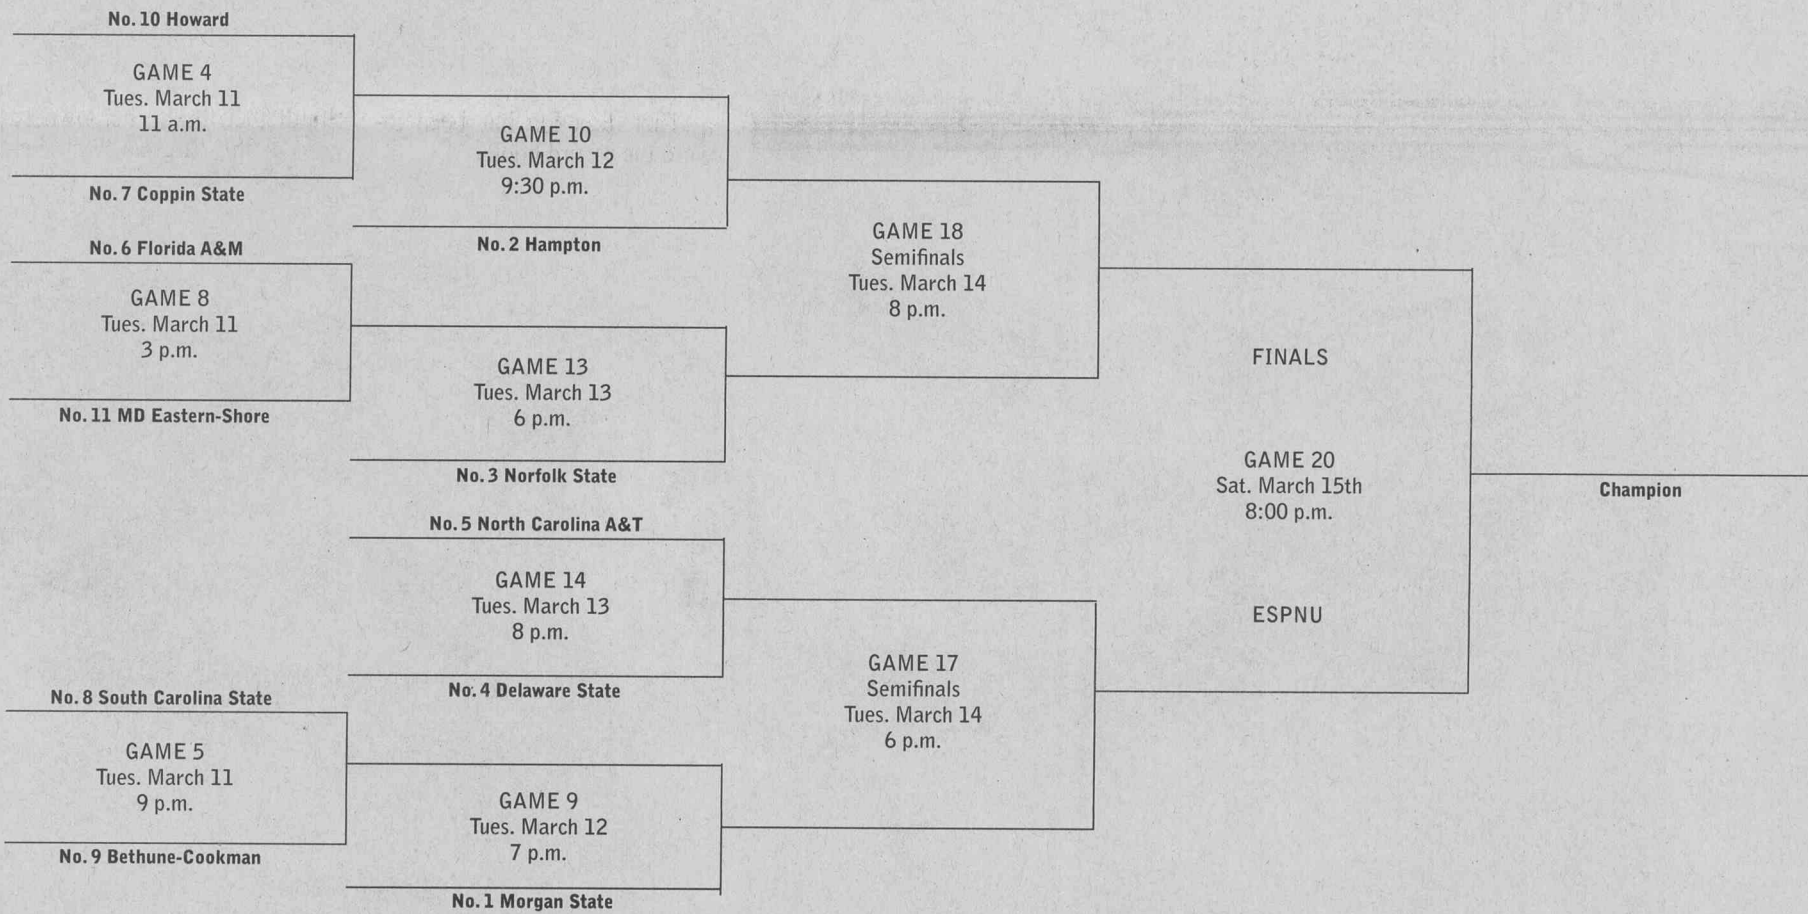 No. 10 Howard
GAME 4
Tues. March 11
11 a.m.
No. 7 Coppin State
No. 6 Florida A&M
GAME 8
Tues. March 11
3 p.m.
No. 11 MD Eastern-Shore
No. 8 South Carolina State
GAME 5
Tues. March 11
9 p.m.
No. 9 Bethune-Cookman
GAME 10
Tues. March 12
9:30 p.m.
No. 2 Hampton
GAME 13
Tues. March 13
6 p.m.
No. 3 Norfolk State
No. 5 North Carolina A&T
GAME 14
Tues. March 13
8 p.m.
No. 4 Delaware State
GAME 9
Tues. March 12
7 p.m.
No. 1 Morgan State
GAME 18
Semifinals
Tues. March 14
8 p.m.
GAME 17
Semifinals
Tues. March 14
6 p.m.
FINALS
GAME 20
Sat. March 15th
8:00 p.m.
ESPNU
Champion